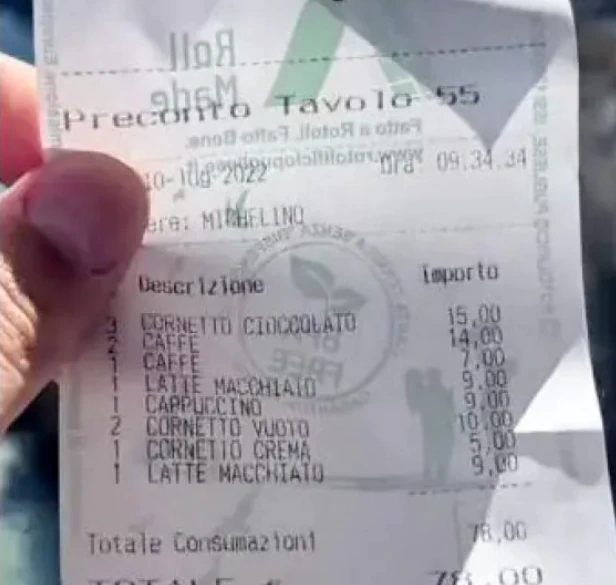 Preconto Tavolo 55
10-lug-2022 Ora: 09:34.34
MICHELINO
Descrizione importo
3 CORNETTO CIOCCOLATO 15,00
2 CAFFE 14,00
1 CAFFE 7,00
1 LATTE MACCHIATO 9,00
1 CAPPUCCINO 9,00
2 CORNETTO VUOTO 10,00
1 CORNETTO CREMA 5,00
1 LATTE MACCHIATO 9,00
Totale Consumazioni 78,00
TOTALE € 78,00
Roll
Made
Fatto a Rotoli. Fatto Bene.
FREE